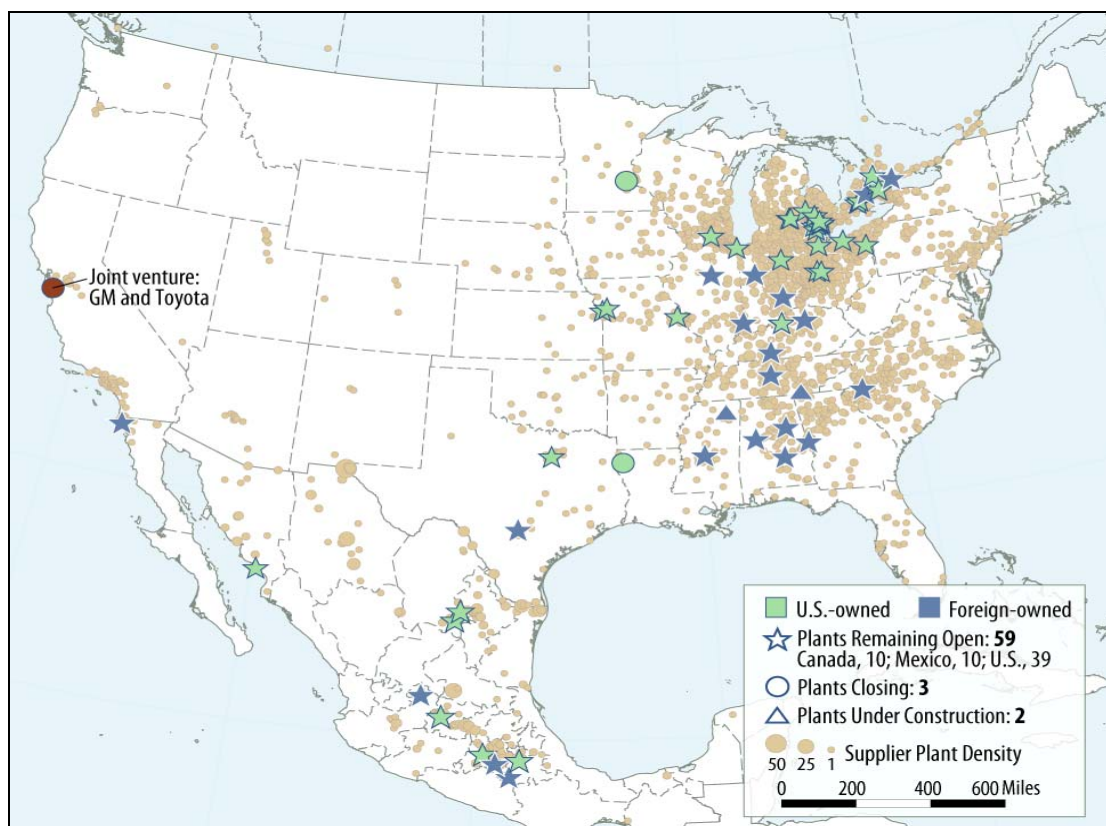 Joint venture:
GM and Toyota
U.S.-owned Foreign-owned
Plants Remaining Open: 59
Canada, 10; Mexico, 10; U.S., 39
Plants Closing: 3
Plants Under Construction: 2
Supplier Plant Density
50 25 1
0 200 400 600 Miles